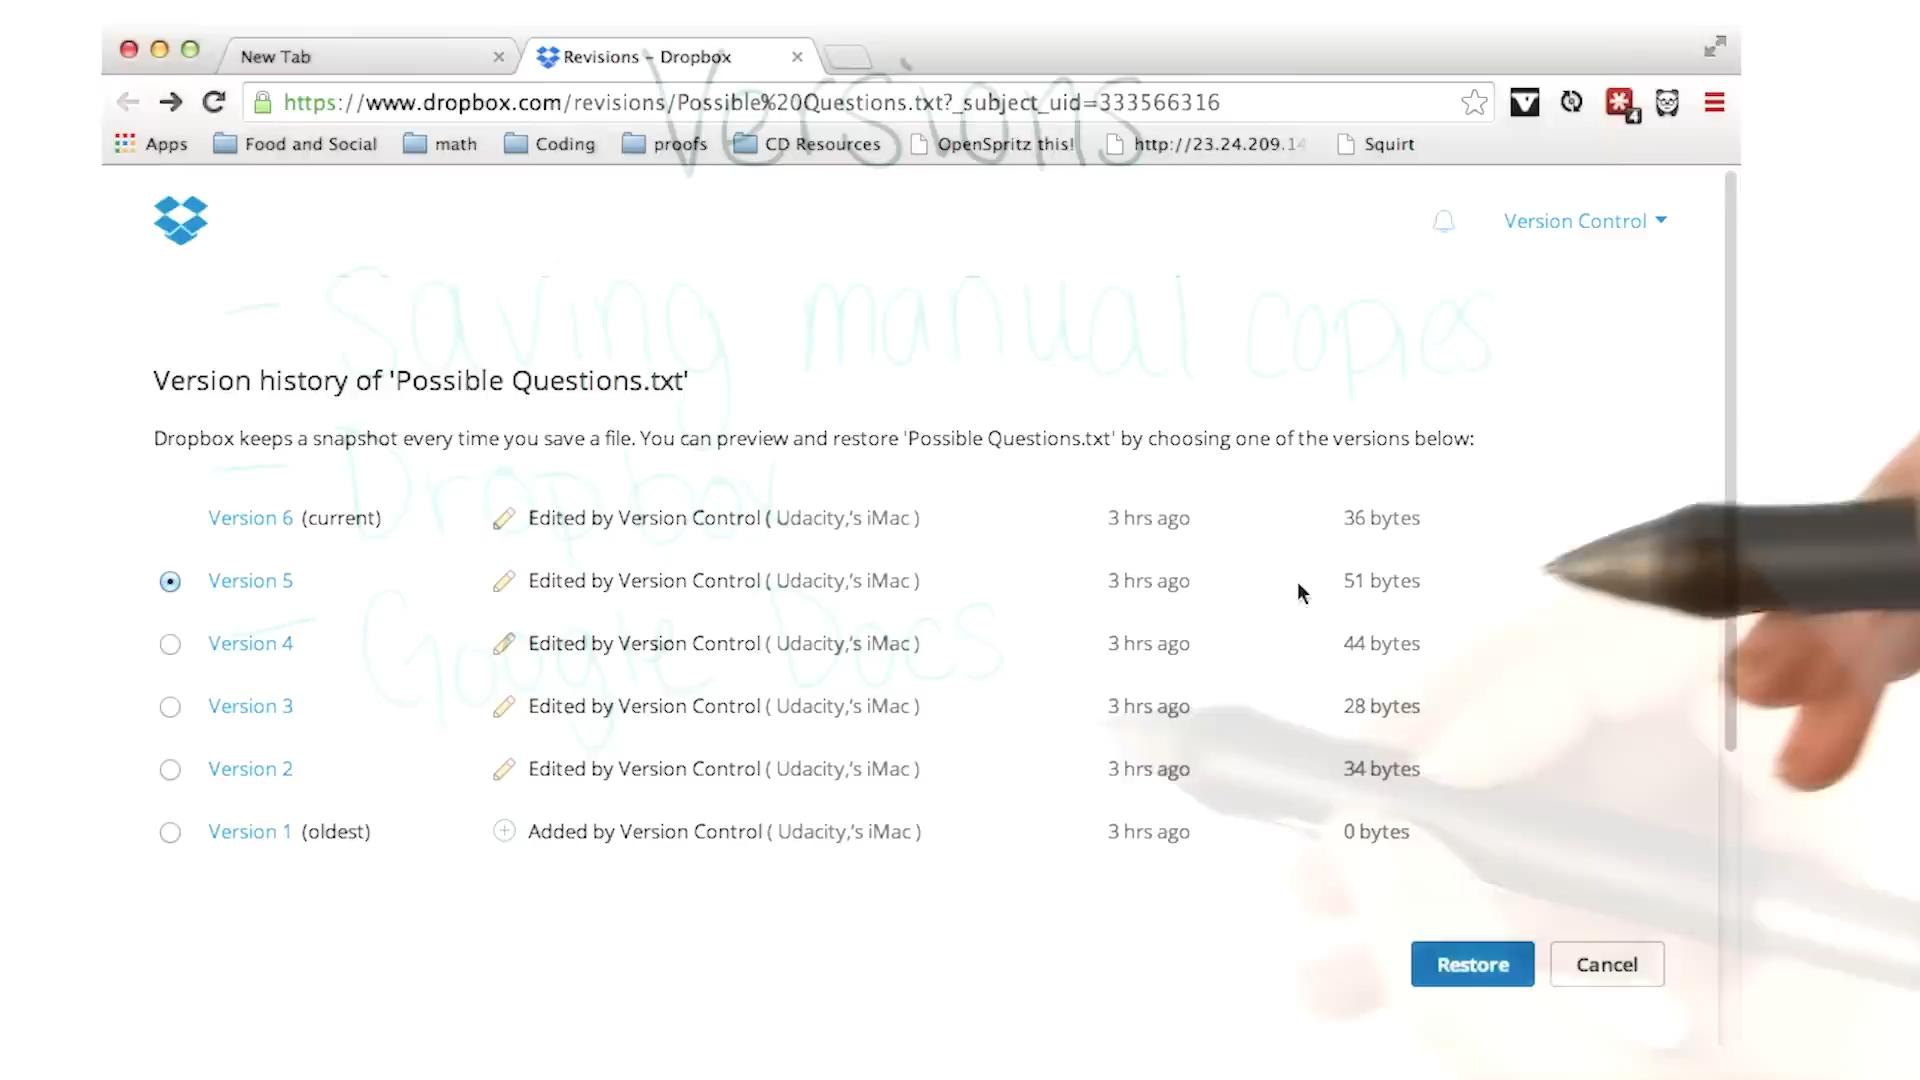 New Tab
Revisions – Dropbox
https://www.dropbox.com/revisions/Possible%20Questions.txt?_subject_uid=333566316
4
Apps Food and Social math Coding proofs CD Resources OpenSpritz this! http://23.24.209.14 Squirt
Versions
Version Control
- Saving manual copies
Version history of 'Possible Questions.txt'
Dropbox keeps a snapshot every time you save a file. You can preview and restore 'Possible Questions.txt' by choosing one of the versions below:
- Dropbox
Version 6 (current) Edited by Version Control ( Udacity,'s iMac ) 3 hrs ago 36 bytes
Version 5 Edited by Version Control ( Udacity,'s iMac ) 3 hrs ago 51 bytes
- Google Docs
Version 4 Edited by Version Control ( Udacity,'s iMac ) 3 hrs ago 44 bytes
Version 3 Edited by Version Control ( Udacity,'s iMac ) 3 hrs ago 28 bytes
Version 2 Edited by Version Control ( Udacity,'s iMac ) 3 hrs ago 34 bytes
Version 1 (oldest) Added by Version Control ( Udacity,'s iMac ) 3 hrs ago 0 bytes
Restore Cancel